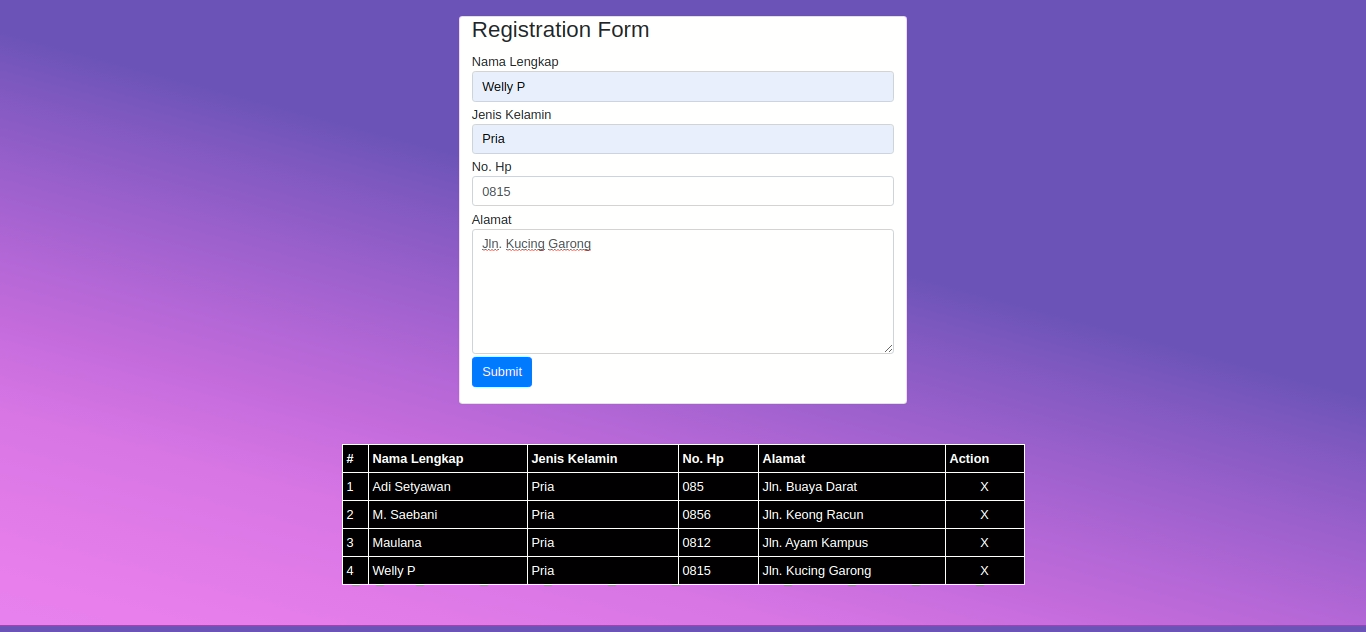 Registration Form
Nama Lengkap
Welly P
Jenis Kelamin
Pria
No. Hp
0815
Alamat
Jln. Kucing Garong
Submit
# Nama Lengkap Jenis Kelamin No. Hp Alamat Action
1 Adi Setyawan Pria 085 Jln. Buaya Darat X
2 M. Saebani Pria 0856 Jln. Keong Racun X
3 Maulana Pria 0812 Jln. Ayam Kampus X
4 Welly P Pria 0815 Jln. Kucing Garong X